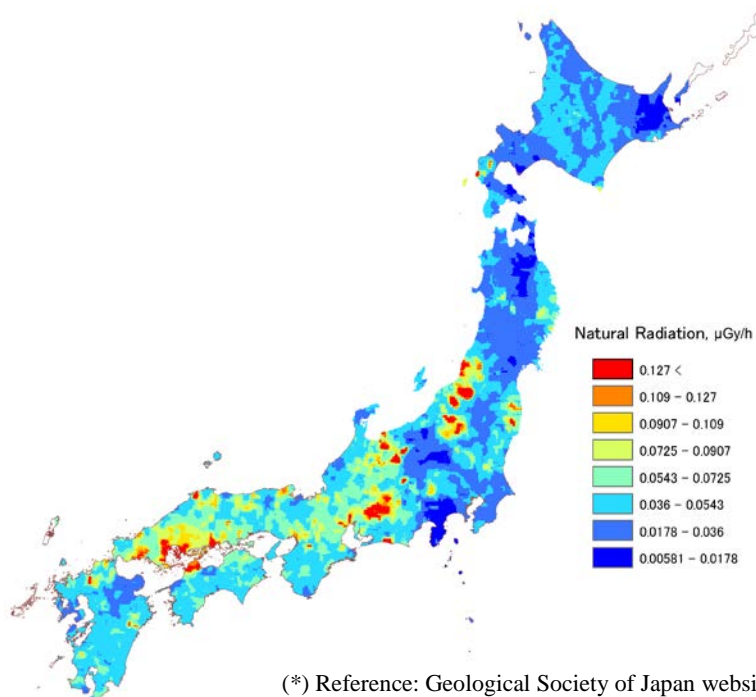 Natural Radiation, μGy/h
0.127 <
0.109 − 0.127
0.0907 − 0.109
0.0725 − 0.0907
0.0543 − 0.0725
0.036 − 0.0543
0.0178 − 0.036
0.00581 − 0.0178
(*) Reference: Geological Society of Japan websi